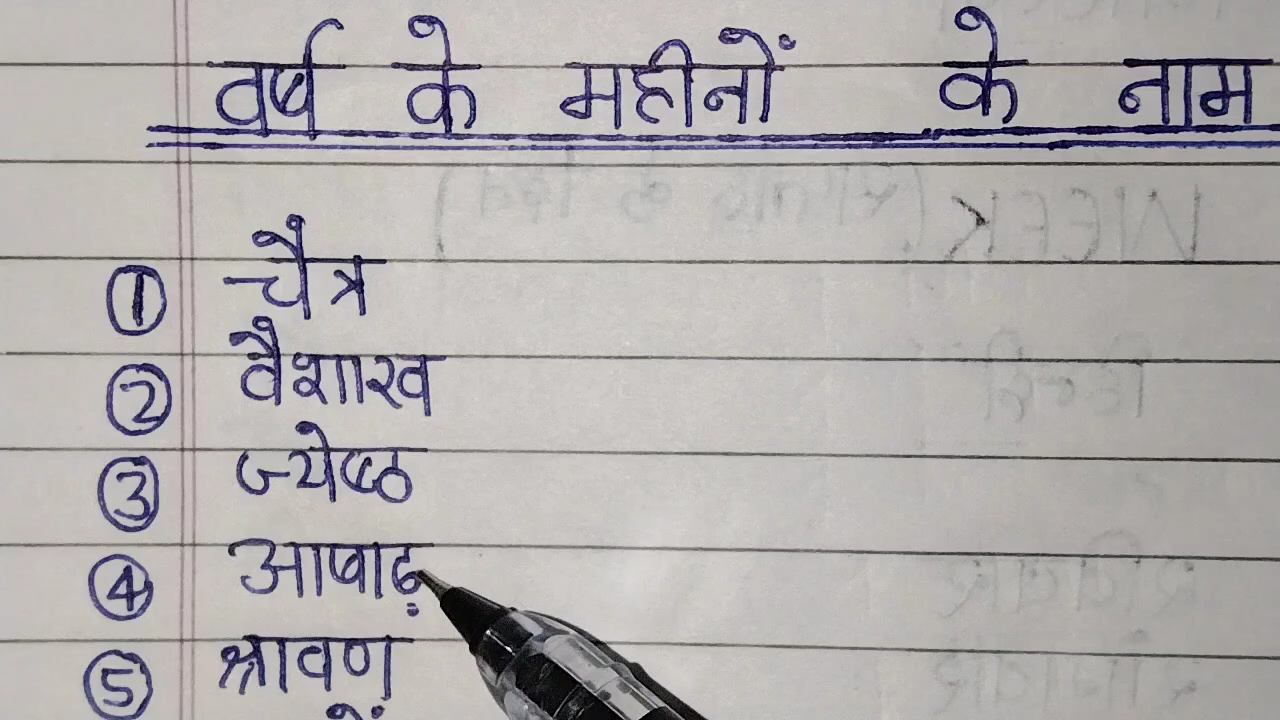 वर्ष के महीनों के नाम
① चैत्र
② वैशाख
③ ज्येष्ठ
④ आषाढ़
⑤ श्रावण